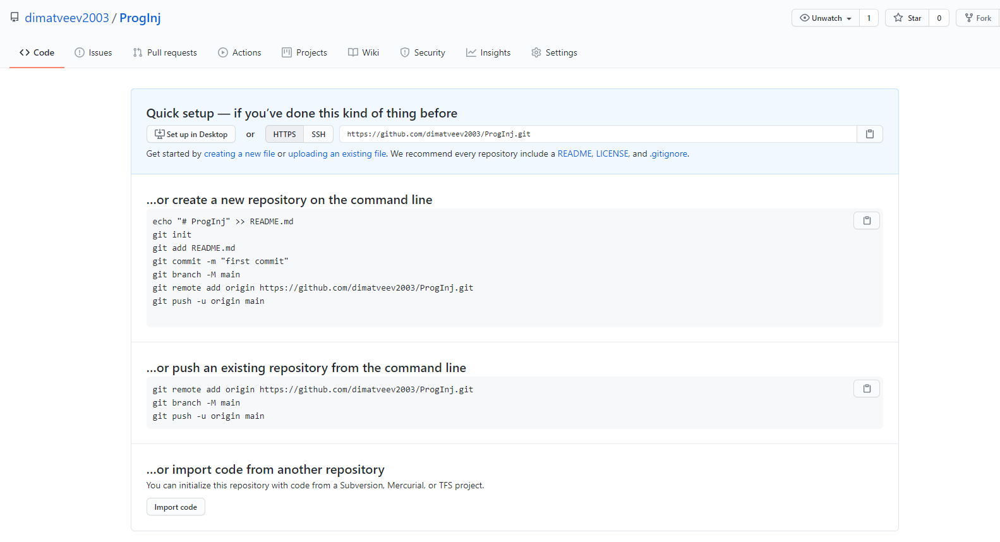 dimatveev2003 / ProgInj
Unwatch 1 Star 0 Fork
Code Issues Pull requests Actions Projects Wiki Security Insights Settings
Quick setup — if you’ve done this kind of thing before
Set up in Desktop or HTTPS SSH https://github.com/dimatveev2003/ProgInj.git
Get started by creating a new file or uploading an existing file. We recommend every repository include a README, LICENSE, and .gitignore.
…or create a new repository on the command line
echo "# ProgInj" >> README.md
git init
git add README.md
git commit -m "first commit"
git branch -M main
git remote add origin https://github.com/dimatveev2003/ProgInj.git
git push -u origin main
…or push an existing repository from the command line
git remote add origin https://github.com/dimatveev2003/ProgInj.git
git branch -M main
git push -u origin main
…or import code from another repository
You can initialize this repository with code from a Subversion, Mercurial, or TFS project.
Import code